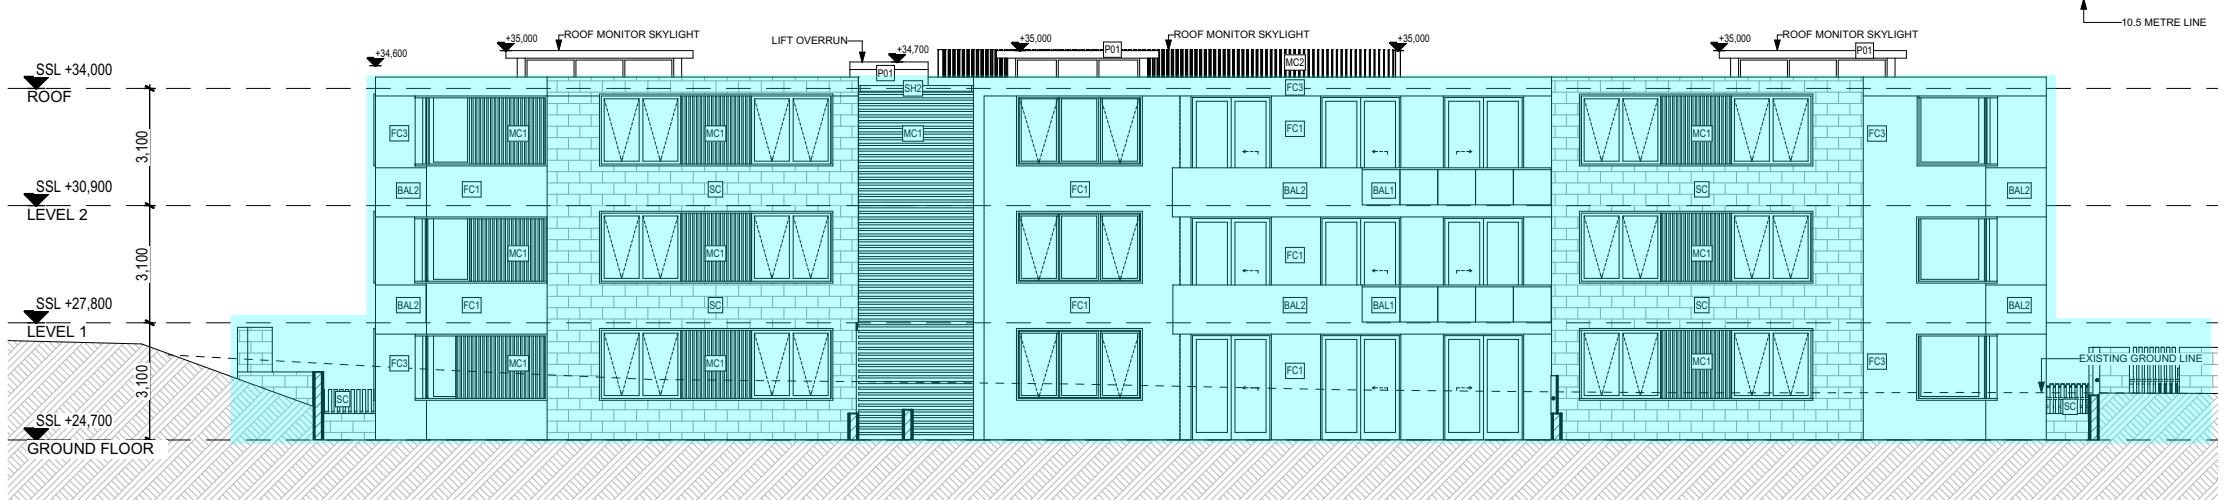 10.5 METRE LINE
+35,000
ROOF MONITOR SKYLIGHT
LIFT OVERRUN
+34,700
+35,000
P01
ROOF MONITOR SKYLIGHT
+35,000
+35,000
ROOF MONITOR SKYLIGHT
P01
+34,600
SSL +34,000
ROOF
P01
MC2
SH2
FC3
3,100
FC3
MC1
MC1
MC1
FC1
MC1
FC3
SSL +30,900
LEVEL 2
BAL2
FC1
SC
FC1
BAL2
BAL1
SC
BAL2
3,100
MC1
MC1
FC1
MC1
SSL +27,800
LEVEL 1
BAL2
FC1
SC
FC1
BAL2
BAL1
SC
BAL2
3,100
FC3
MC1
MC1
FC1
MC1
FC3
EXISTING GROUND LINE
SC
SC
SSL +24,700
GROUND FLOOR